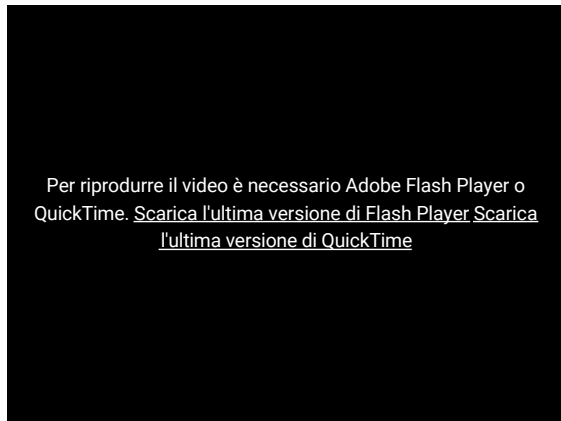 Per riprodurre il video è necessario Adobe Flash Player o
QuickTime. Scarica l'ultima versione di Flash Player Scarica
l'ultima versione di QuickTime